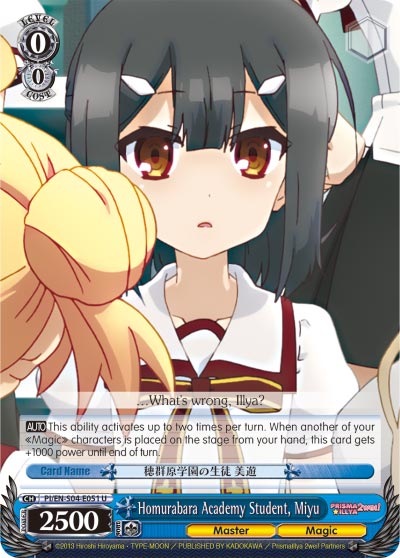 LEVEL
0
0
COST
…What's wrong, Illya?
AUTO This ability activates up to two times per turn. When another of your
≪Magic≫ characters is placed on the stage from your hand, this card gets
+1000 power until end of turn.
Card Name 穂群原学園の生徒 美遊
CH PI/EN-S04-E051 U
Homurabara Academy Student, Miyu
PRISMA☆ILLYA 2wei!
2500
Master Magic
©2013 Hiroshi Hiroyama・TYPE-MOON / PUBLISHED BY KADOKAWA / Prismaillya 2wei! Partners